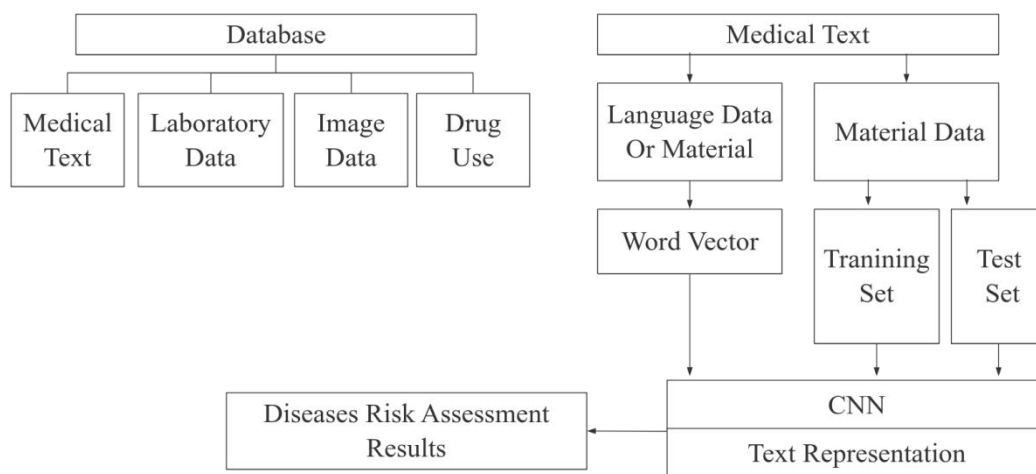 Database
Medical Text
Medical
Text
Laboratory
Data
Image
Data
Drug
Use
Language Data
Or Material
Material Data
Word Vector
Tranining
Set
Test
Set
CNN
Diseases Risk Assessment
Results
Text Representation